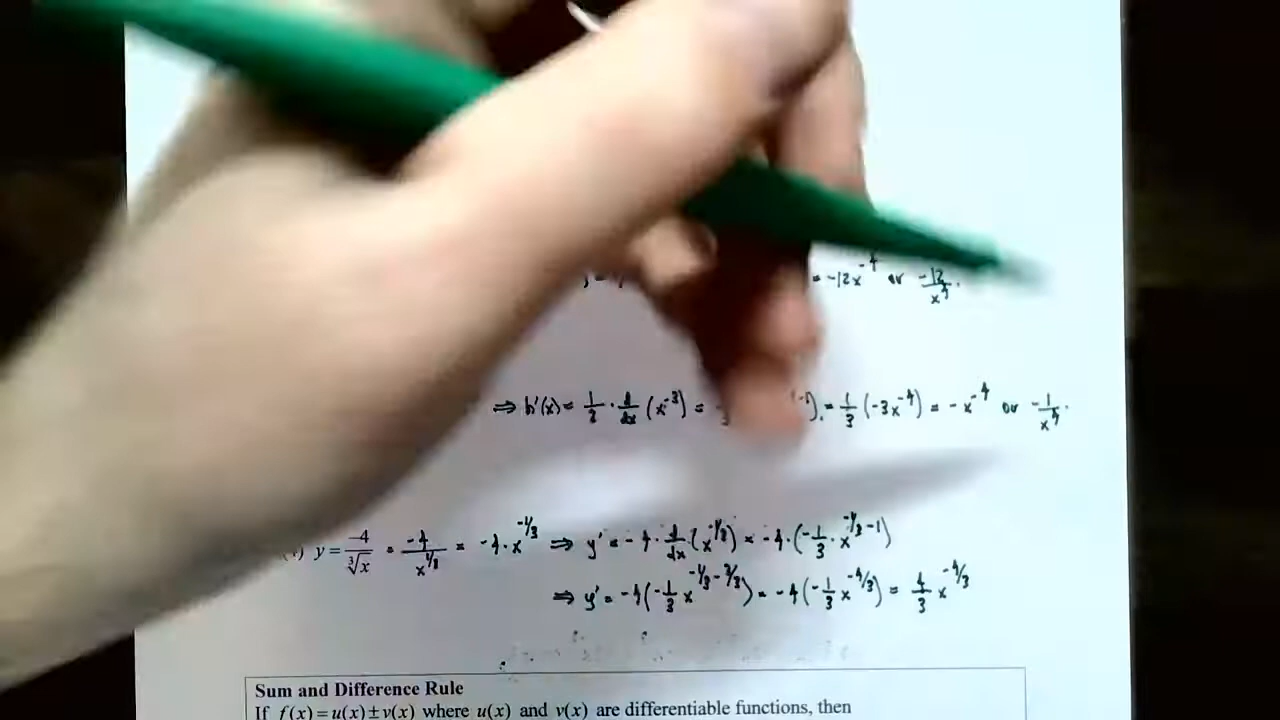 = -12x⁻⁴ or -12/x⁴.
⇒ h'(x) = 1/3 · d/dx (x⁻³) = = 1/3 (-3x⁻⁴) = -x⁻⁴ or -1/x⁴.
y = -4/∛x = -4/x^(1/3) = -4·x^(-1/3) ⇒ y' = -4 · d/dx (x^(-1/3)) = -4·(-1/3 · x^(-1/3 - 1))
⇒ y' = -4(-1/3 x^(-1/3 - 3/3)) = -4(-1/3 x^(-4/3)) = 4/3 x^(-4/3)
Sum and Difference Rule
If f(x)=u(x)±v(x) where u(x) and v(x) are differentiable functions, then